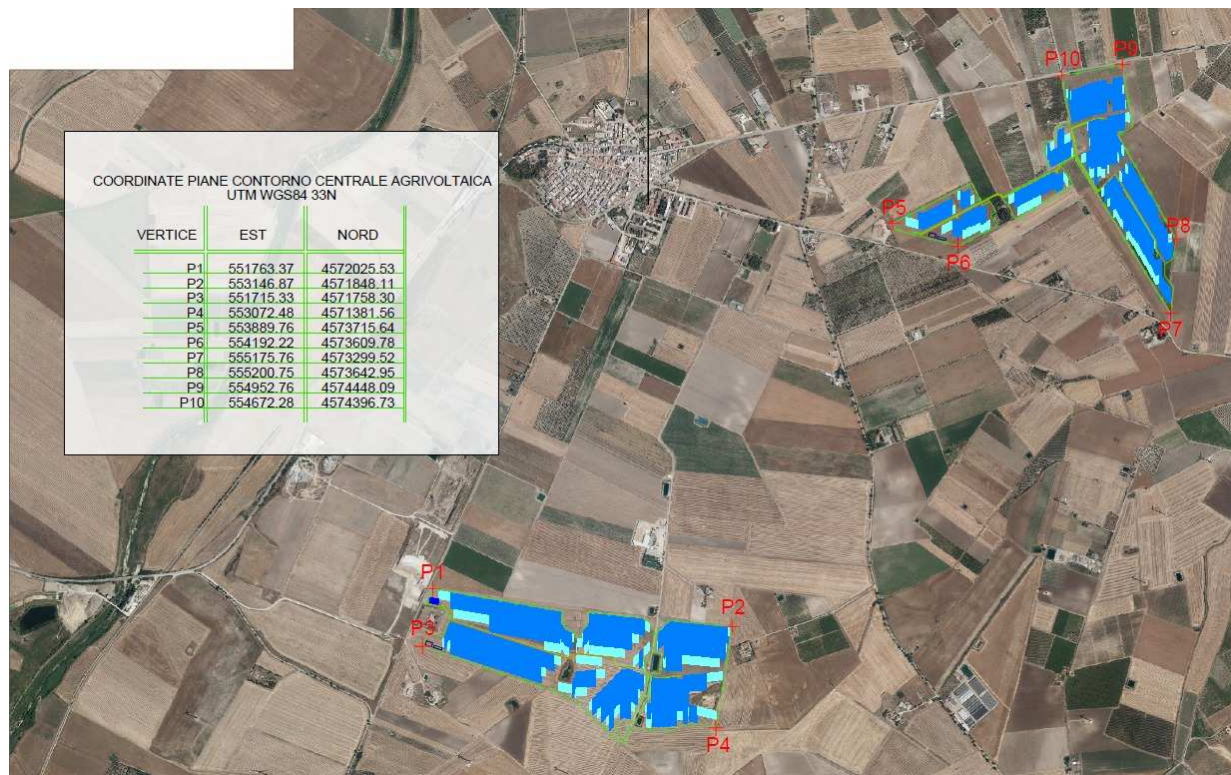 COORDINATE PIANE CONTORNO CENTRALE AGRIVOLTAICA
UTM WGS84 33N
VERTICE EST NORD
P1 551763.37 4572025.53
P2 553146.87 4571848.11
P3 551715.33 4571758.30
P4 553072.48 4571381.56
P5 553889.76 4573715.64
P6 554192.22 4573609.78
P7 555175.76 4573299.52
P8 555200.75 4573642.95
P9 554952.76 4574448.09
P10 554672.28 4574396.73
P10
P9
P5
P6
P8
P7
P1
P2
P3
P4